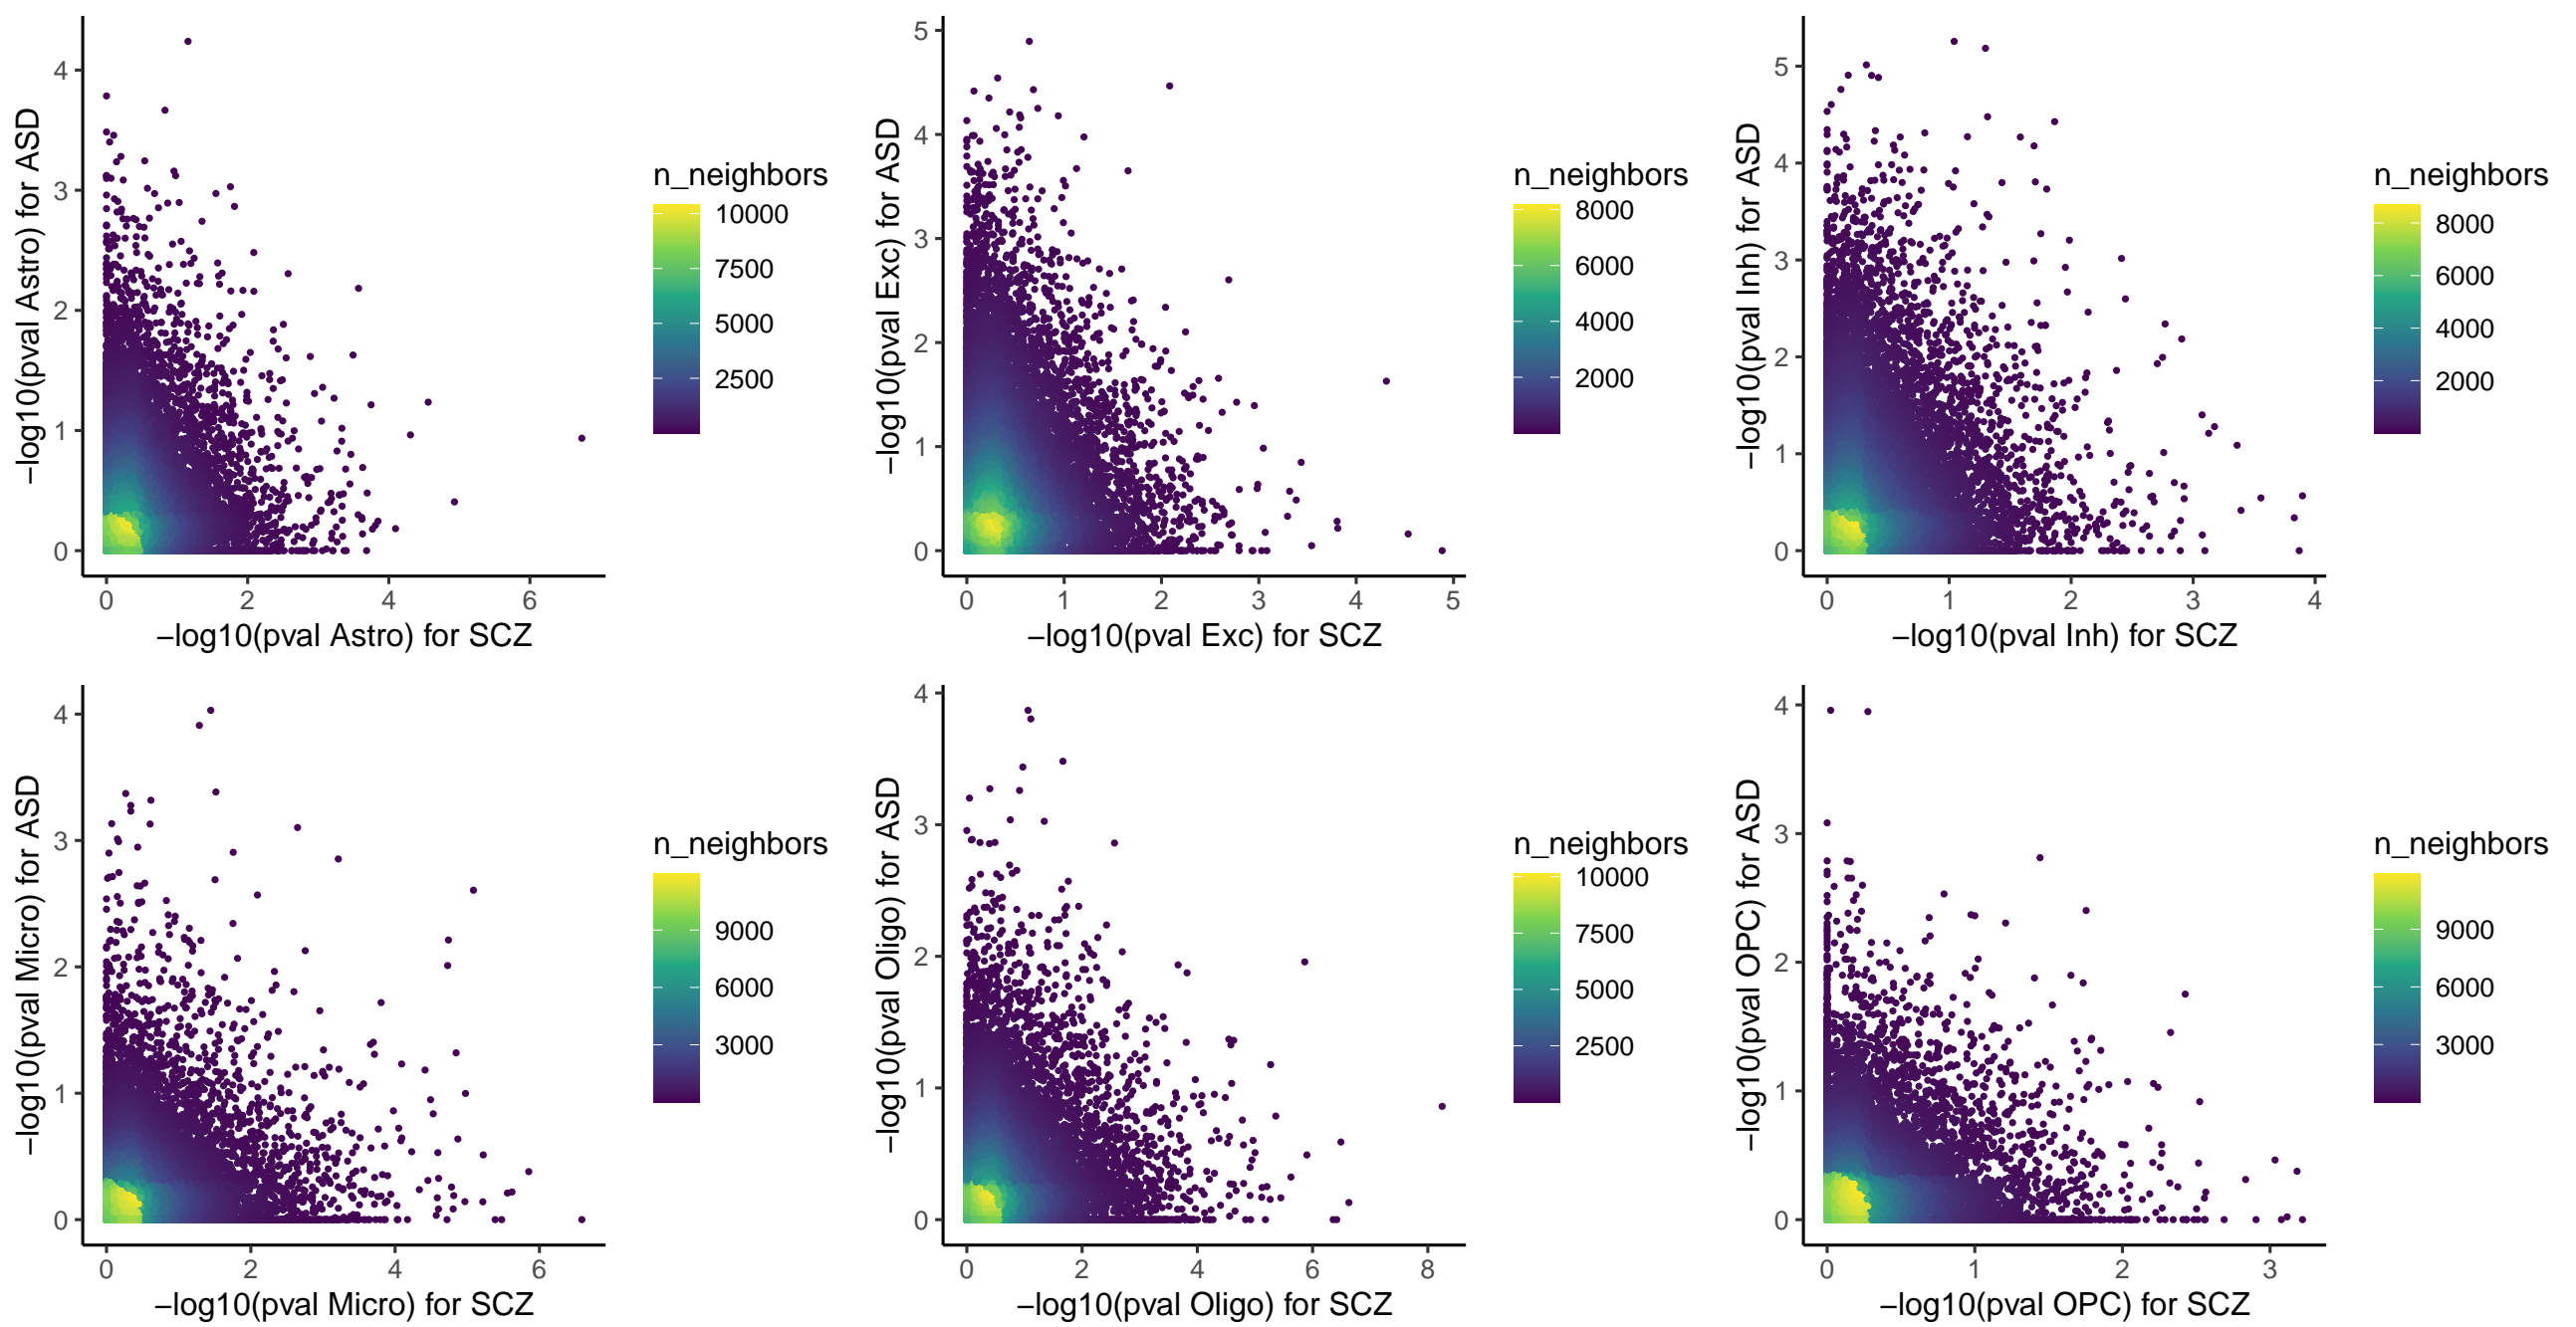 −log10(pval Astro) for ASD
4
3
2
1
0
0 2 4 6
−log10(pval Astro) for SCZ
n_neighbors
10000
7500
5000
2500
−log10(pval Exc) for ASD
5
4
3
2
1
0
0 1 2 3 4 5
−log10(pval Exc) for SCZ
n_neighbors
8000
6000
4000
2000
−log10(pval Inh) for ASD
5
4
3
2
1
0
0 1 2 3 4
−log10(pval Inh) for SCZ
n_neighbors
8000
6000
4000
2000
−log10(pval Micro) for ASD
4
3
2
1
0
0 2 4 6
−log10(pval Micro) for SCZ
n_neighbors
9000
6000
3000
−log10(pval Oligo) for ASD
4
3
2
1
0
0 2 4 6 8
−log10(pval Oligo) for SCZ
n_neighbors
10000
7500
5000
2500
−log10(pval OPC) for ASD
4
3
2
1
0
0 1 2 3
−log10(pval OPC) for SCZ
n_neighbors
9000
6000
3000